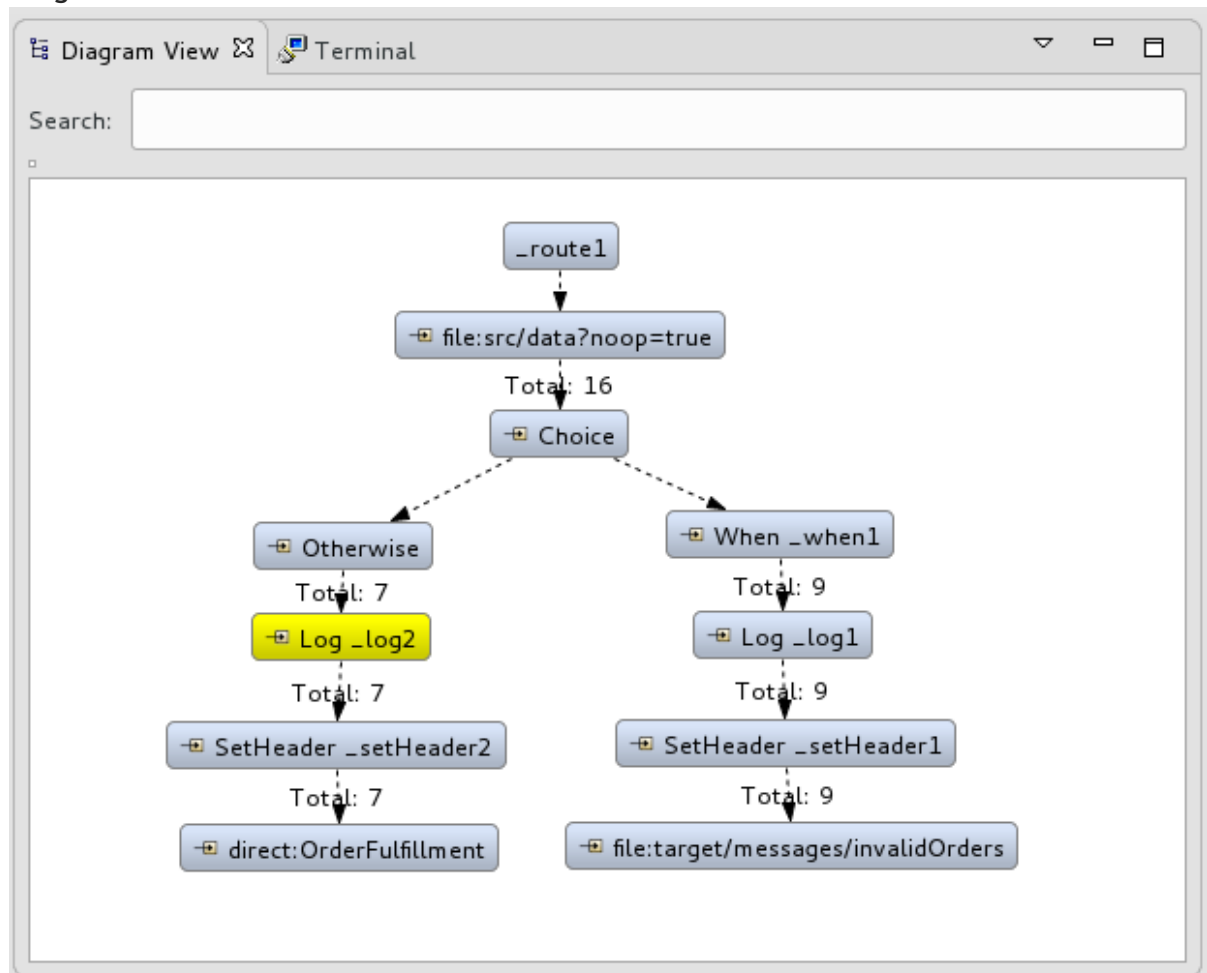 Diagram View Terminal
Search:
_route1
file:src/data?noop=true
Total: 16
Choice
Otherwise When _when1
Total: 7 Total: 9
Log _log2 Log _log1
Total: 7 Total: 9
SetHeader _setHeader2 SetHeader _setHeader1
Total: 7 Total: 9
direct:OrderFulfillment file:target/messages/invalidOrders